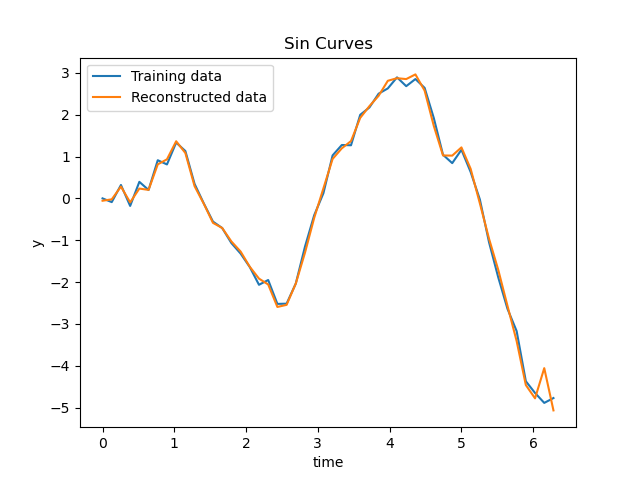 Sin Curves
Training data
Reconstructed data
3
2
1
0
−1
−2
−3
−4
−5
y
0 1 2 3 4 5 6
time